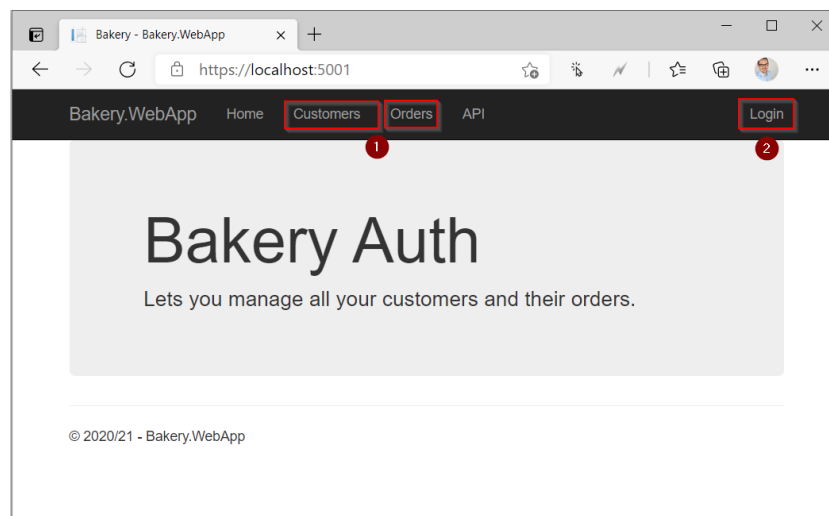 Bakery - Bakery.WebApp
https://localhost:5001
Bakery.WebApp Home Customers Orders API Login
1 2
Bakery Auth
Lets you manage all your customers and their orders.
© 2020/21 - Bakery.WebApp